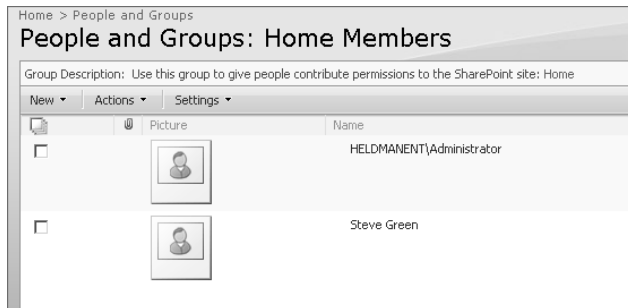 Home > People and Groups
People and Groups: Home Members
Group Description: Use this group to give people contribute permissions to the SharePoint site: Home
New Actions Settings
Picture Name
HELDMANENT\Administrator
Steve Green